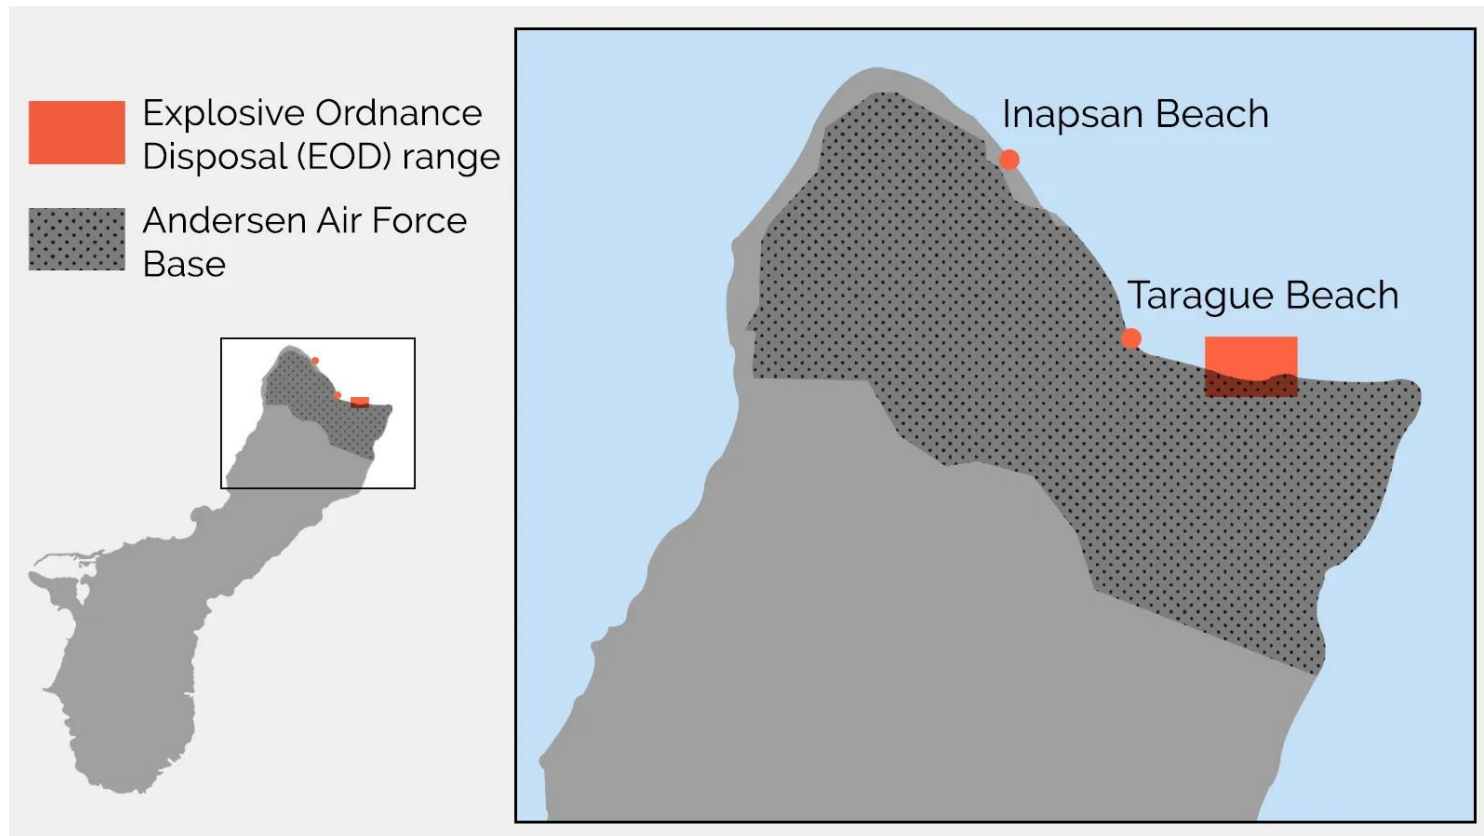 Explosive Ordnance
Disposal (EOD) range
Andersen Air Force
Base
Inapsan Beach
Tarague Beach